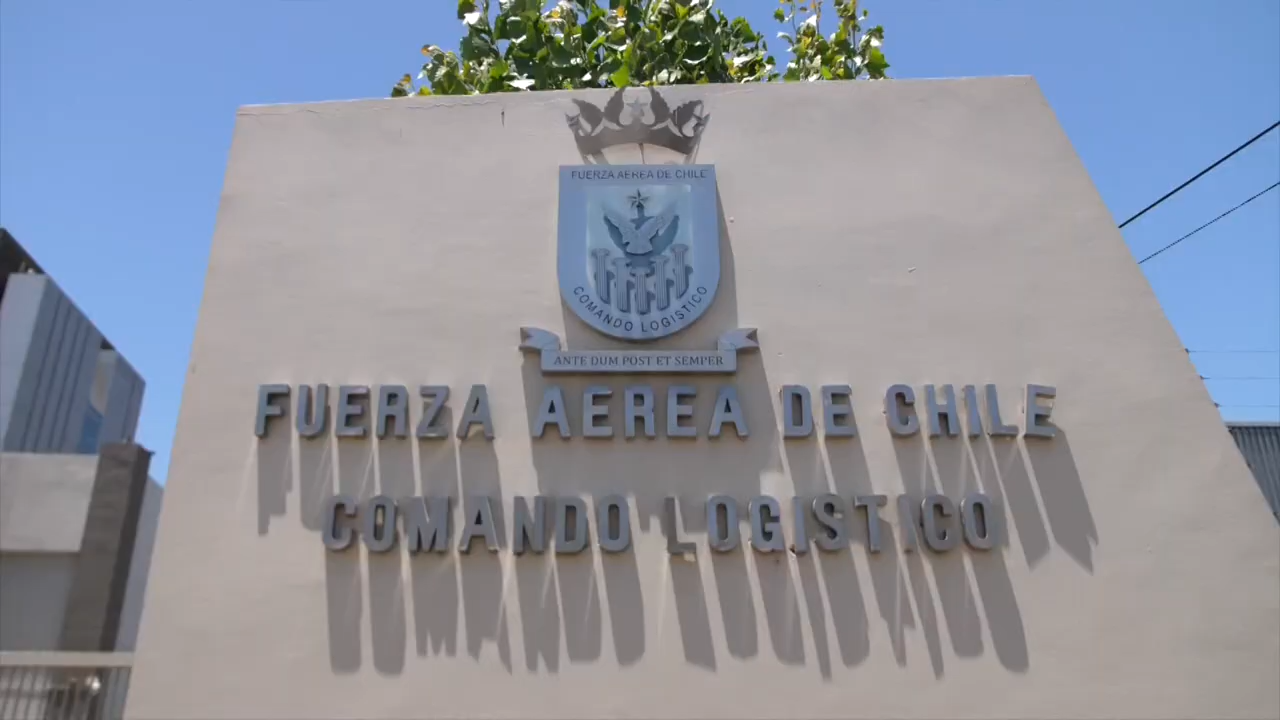 FUERZA AEREA DE CHILE
COMANDO LOGISTICO
ANTE DUM POST ET SEMPER
FUERZA AEREA DE CHILE
COMANDO LOGISTICO